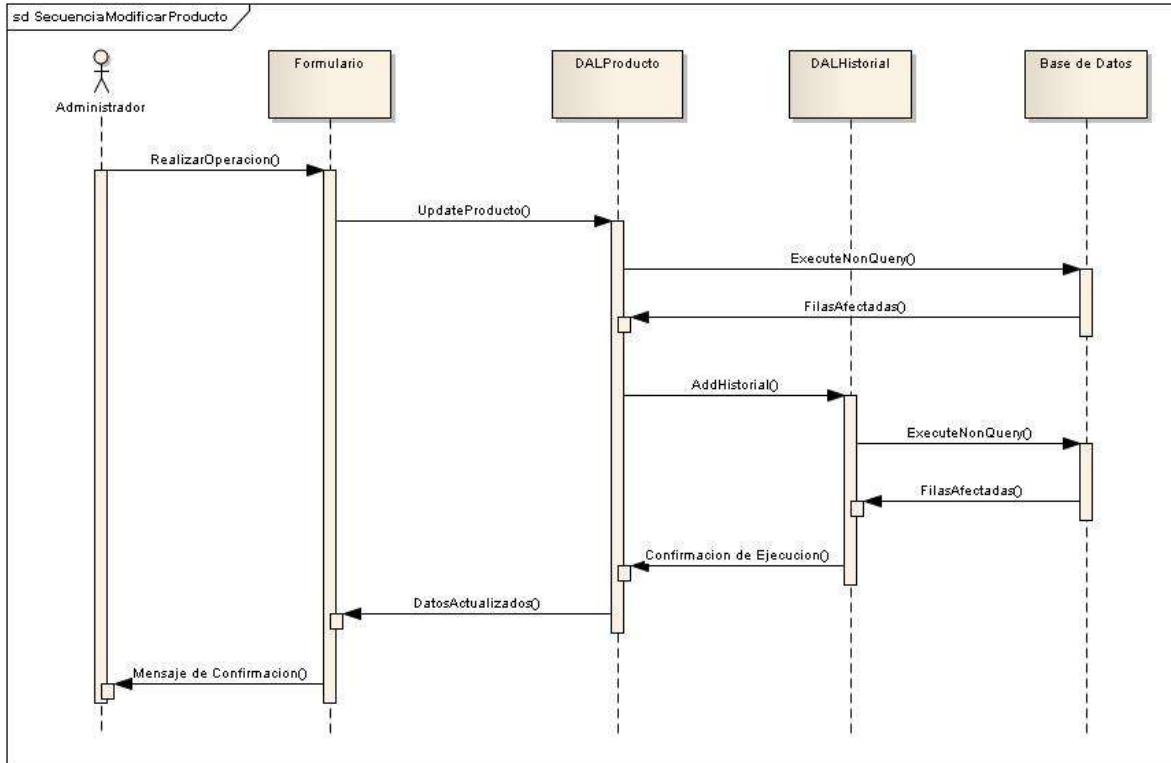 sd SecuenciaModificarProducto
Administrador
Formulario
DALProducto
DALHistorial
Base de Datos
RealizarOperacion()
UpdateProducto()
ExecuteNonQuery()
FilasAfectadas()
AddHistorial()
ExecuteNonQuery()
FilasAfectadas()
Confirmacion de Ejecucion()
DatosActualizados()
Mensaje de Confirmacion()